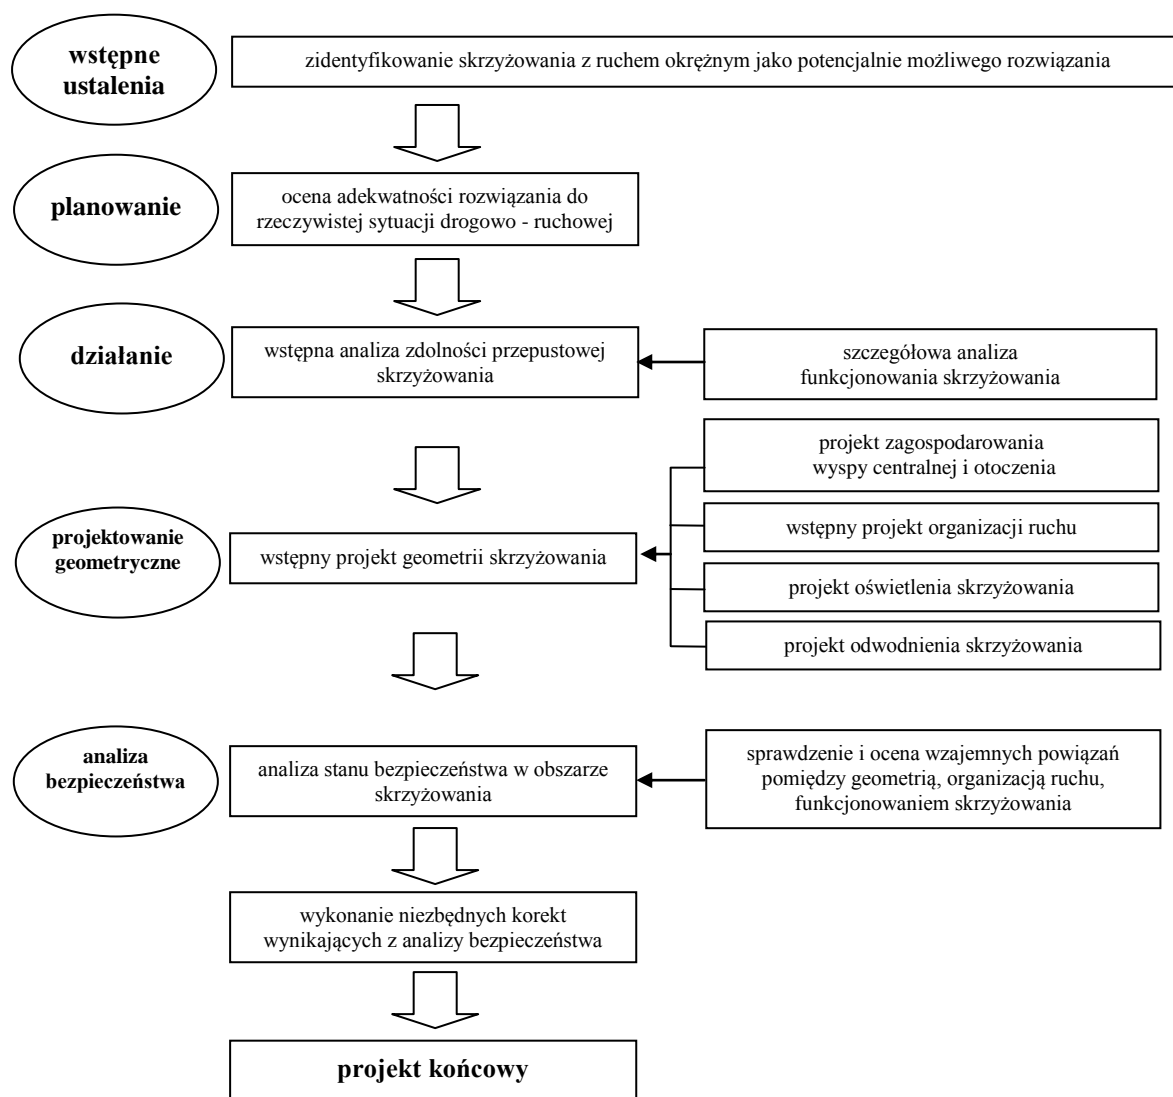 wstępne
ustalenia
zidentyfikowanie skrzyżowania z ruchem okrężnym jako potencjalnie możliwego rozwiązania
planowanie
ocena adekwatności rozwiązania do
rzeczywistej sytuacji drogowo - ruchowej
działanie
wstępna analiza zdolności przepustowej
skrzyżowania
szczegółowa analiza
funkcjonowania skrzyżowania
projektowanie
geometryczne
wstępny projekt geometrii skrzyżowania
projekt zagospodarowania
wyspy centralnej i otoczenia
wstępny projekt organizacji ruchu
projekt oświetlenia skrzyżowania
projekt odwodnienia skrzyżowania
analiza
bezpieczeństwa
analiza stanu bezpieczeństwa w obszarze
skrzyżowania
sprawdzenie i ocena wzajemnych powiązań
pomiędzy geometrią, organizacją ruchu,
funkcjonowaniem skrzyżowania
wykonanie niezbędnych korekt
wynikających z analizy bezpieczeństwa
projekt końcowy